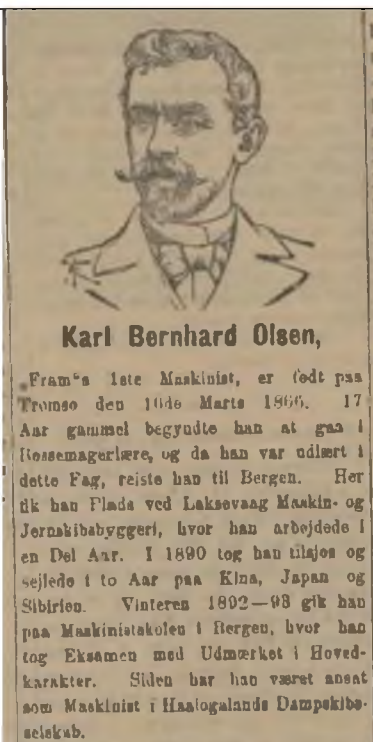 Karl Bernhard Olsen,
„Fram“s 1ste Maskinist, er født paa
Tromsø den 16de Marts 1866. 17
Aar gammel begyndte han at gaa i
Bøssemagerlære, og da han var udlært i
dette Fag, reiste han til Bergen. Her
fik han Plads ved Laksevaag Maskin- og
Jernskibsbyggeri, hvor han arbejdede i
en Del Aar. I 1890 tog han tilsjøs og
sejlede i to Aar paa Kina, Japan og
Sibirien. Vinteren 1892—93 gik han
paa Maskinistskolen i Bergen, hvor han
tog Eksamen med Udmærket i Hoved-
karakter. Siden har han været ansat
som Maskinist i Haalogalands Dampskibs-
selskab.